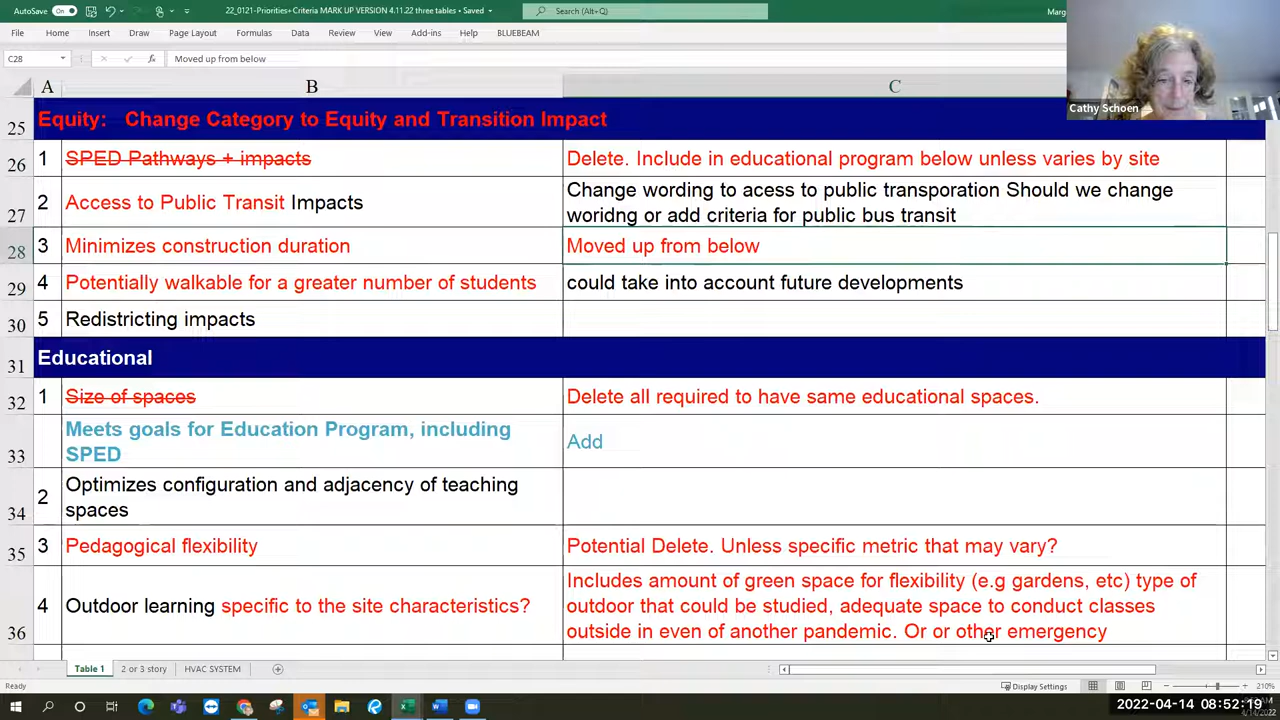 AutoSave On 22_0121-Priorities+Criteria MARK UP VERSION 4.11.22 three tables • Saved Search (Alt+Q) Marg
File Home Insert Draw Page Layout Formulas Data Review View Add-ins Help BLUEBEAM
C28 fx Moved up from below
Cathy Schoen
A B C
25 Equity: Change Category to Equity and Transition Impact
26 1 SPED Pathways + impacts Delete. Include in educational program below unless varies by site
27 2 Access to Public Transit Impacts Change wording to acess to public transporation Should we change
woridng or add criteria for public bus transit
28 3 Minimizes construction duration Moved up from below
29 4 Potentially walkable for a greater number of students could take into account future developments
30 5 Redistricting impacts
31 Educational
32 1 Size of spaces Delete all required to have same educational spaces.
33 Meets goals for Education Program, including
SPED Add
34 2 Optimizes configuration and adjacency of teaching
spaces
35 3 Pedagogical flexibility Potential Delete. Unless specific metric that may vary?
36 4 Outdoor learning specific to the site characteristics? Includes amount of green space for flexibility (e.g gardens, etc) type of
outdoor that could be studied, adequate space to conduct classes
outside in even of another pandemic. Or or other emergency
Table 1 2 or 3 story HVAC SYSTEM
Ready Display Settings 210%
2022-04-14 08:52:19